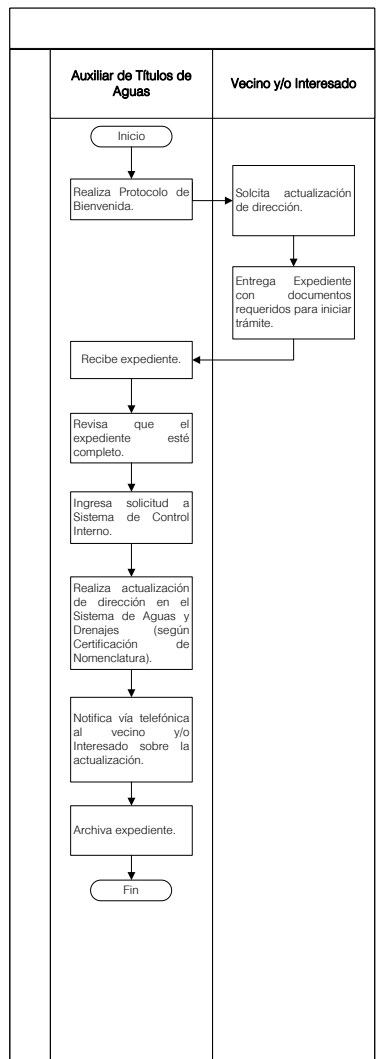 Auxiliar de Títulos de
Aguas
Vecino y/o Interesado
Inicio
Realiza Protocolo de
Bienvenida.
Solcita actualización
de dirección.
Entrega Expediente
con documentos
requeridos para iniciar
trámite.
Recibe expediente.
Revisa que el
expediente esté
completo.
Ingresa solicitud a
Sistema de Control
Interno.
Realiza actualización
de dirección en el
Sistema de Aguas y
Drenajes (según
Certificación de
Nomenclatura).
Notifica vía telefónica
al vecino y/o
Interesado sobre la
actualización.
Archiva expediente.
Fin